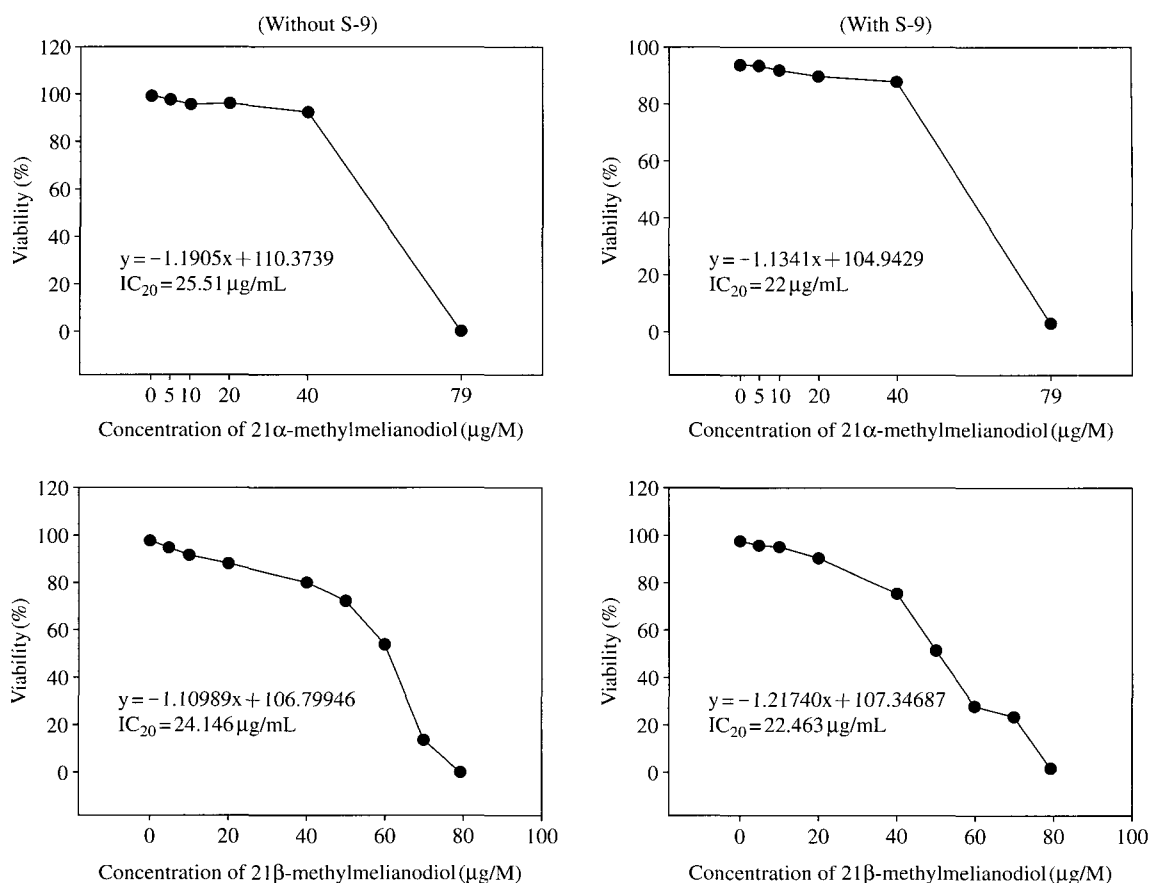 (Without S-9)
120
100
80
60
40
20
0
Viability (%)
y=−1.1905x+110.3739
IC20=25.51 µg/mL
0 5 10 20 40 79
Concentration of 21α-methylmelianodiol (µg/M)
(With S-9)
100
80
60
40
20
0
Viability (%)
y=−1.1341x+104.9429
IC20=22 µg/mL
0 5 10 20 40 79
Concentration of 21α-methylmelianodiol (µg/M)
120
100
80
60
40
20
0
Viability (%)
y=−1.10989x+106.79946
IC20=24.146 µg/mL
0 20 40 60 80 100
Concentration of 21β-methylmelianodiol (µg/M)
120
100
80
60
40
20
0
Viability (%)
y=−1.21740x+107.34687
IC20=22.463 µg/mL
0 20 40 60 80 100
Concentration of 21β-methylmelianodiol (µg/M)